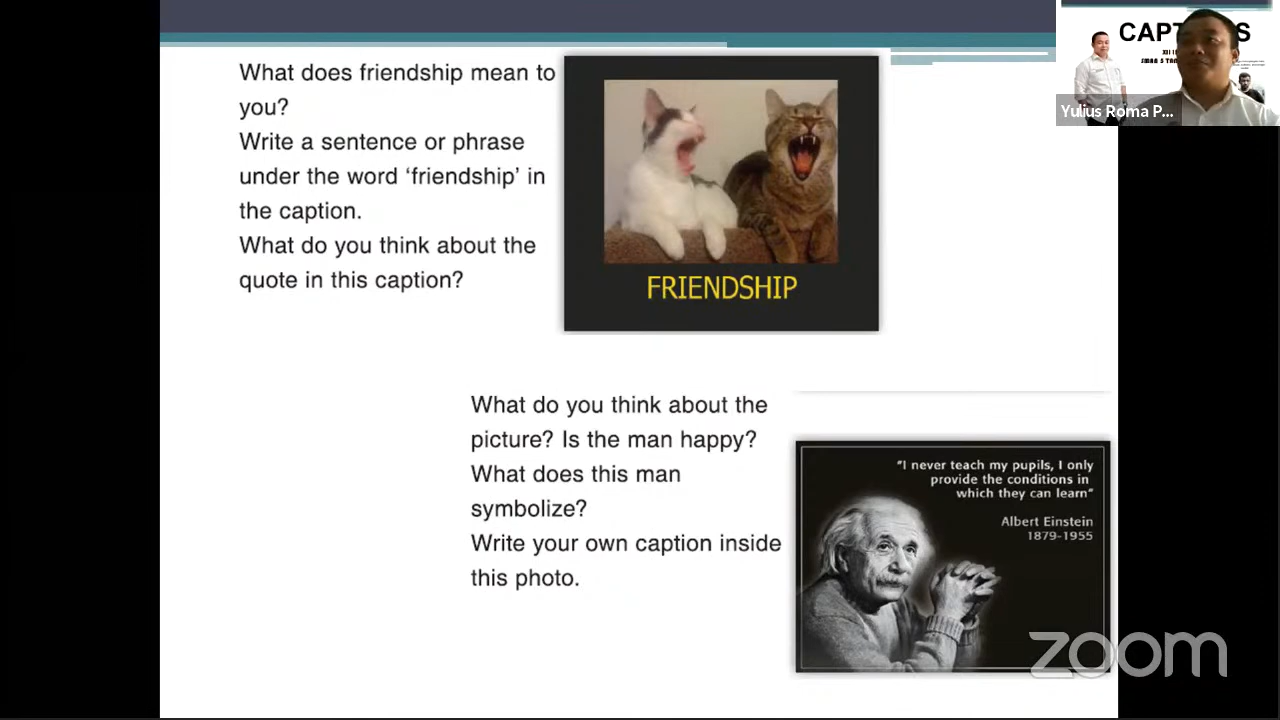 What does friendship mean to
you?
Write a sentence or phrase
under the word ‘friendship’ in
the caption.
What do you think about the
quote in this caption?
FRIENDSHIP
What do you think about the
picture? Is the man happy?
What does this man
symbolize?
Write your own caption inside
this photo.
"I never teach my pupils, I only
provide the conditions in
which they can learn"
Albert Einstein
1879-1955
Yulius Roma P...
zoom